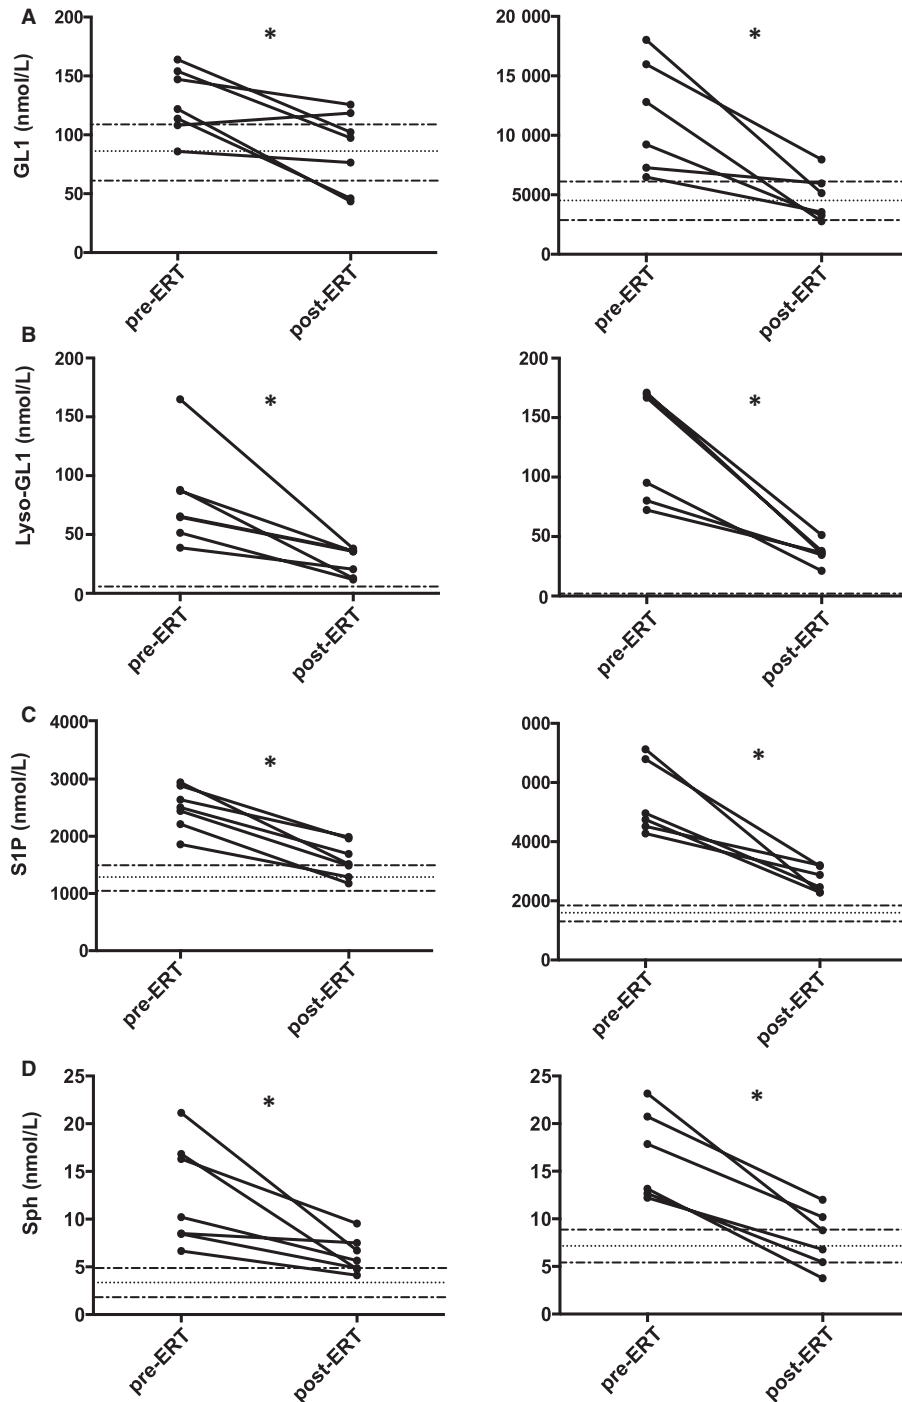 A
GL1 (nmol/L)
200
150
100
50
0
*
pre-ERT
post-ERT
20 000
15 000
10 000
5000
0
*
pre-ERT
post-ERT
B
Lyso-GL1 (nmol/L)
200
150
100
50
0
*
pre-ERT
post-ERT
200
150
100
50
0
*
pre-ERT
post-ERT
C
S1P (nmol/L)
4000
3000
2000
1000
0
*
pre-ERT
post-ERT
000
000
4000
2000
0
*
pre-ERT
post-ERT
D
Sph (nmol/L)
25
20
15
10
5
0
*
pre-ERT
post-ERT
25
20
15
10
5
0
*
pre-ERT
post-ERT